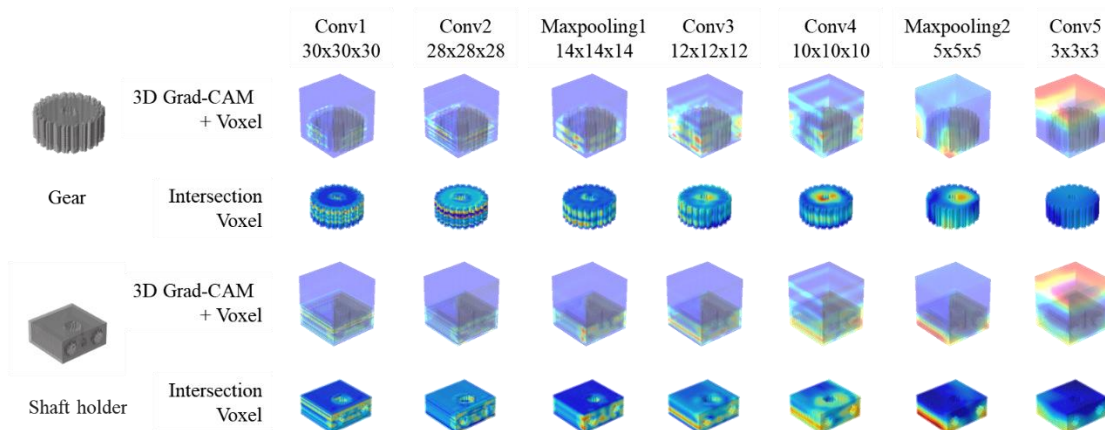 Conv1 Conv2 Maxpooling1 Conv3 Conv4 Maxpooling2 Conv5
30x30x30 28x28x28 14x14x14 12x12x12 10x10x10 5x5x5 3x3x3
3D Grad-CAM
+ Voxel
Gear
Intersection
Voxel
3D Grad-CAM
+ Voxel
Shaft holder
Intersection
Voxel